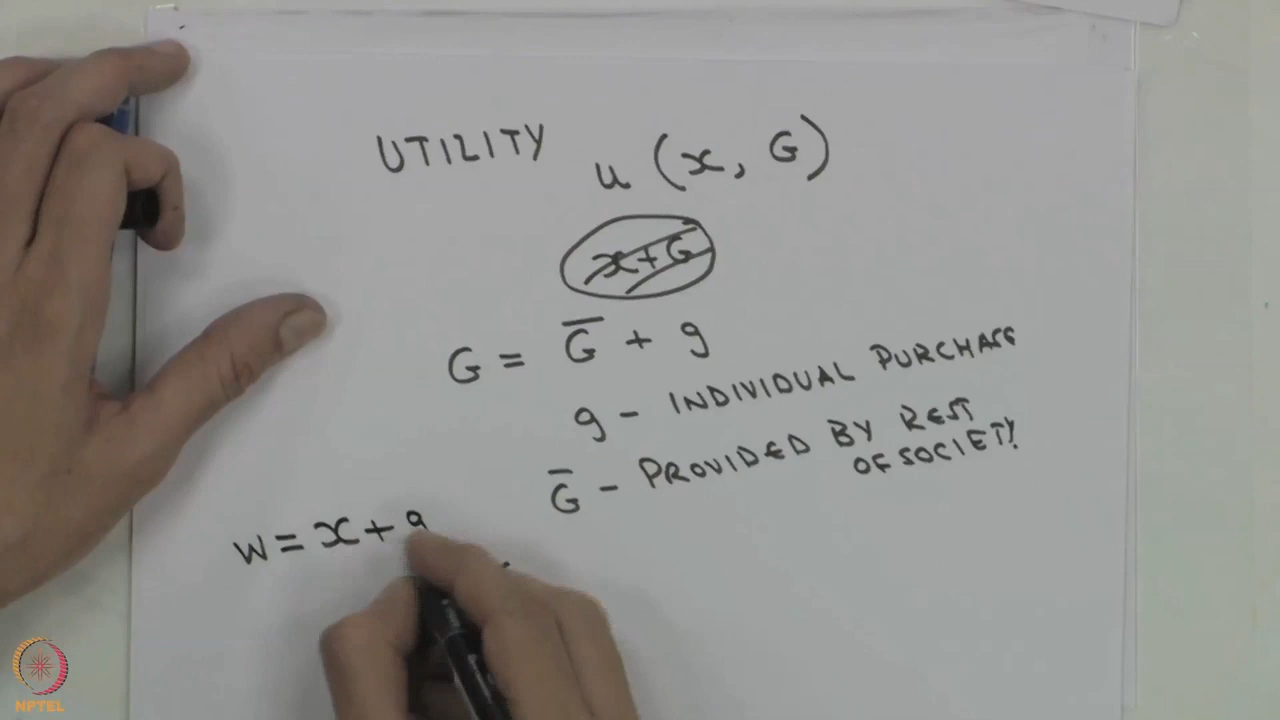 UTILITY u (x, G)
x+G
G = G̅ + g
g - INDIVIDUAL PURCHASE
G̅ - PROVIDED BY REST
OF SOCIETY
W = x + g
NPTEL